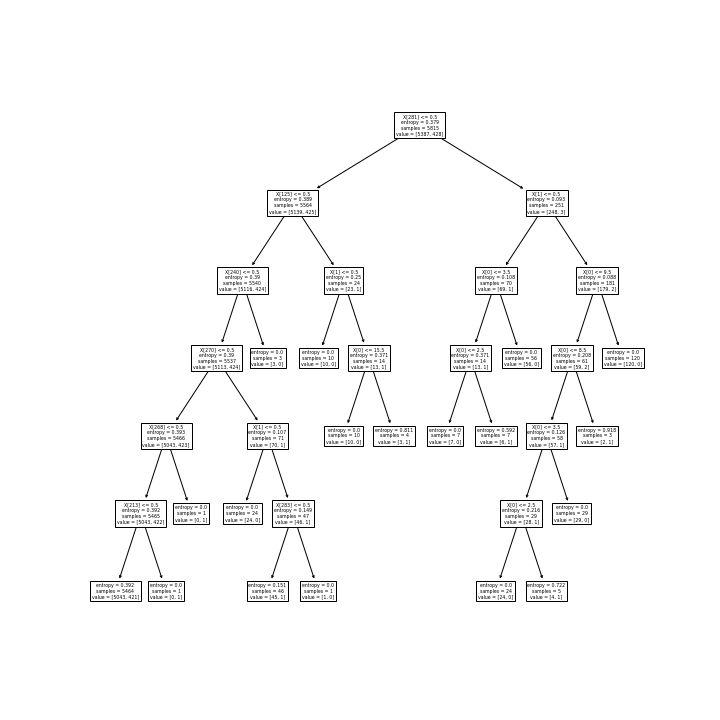 X[281] <= 0.5
entropy = 0.379
samples = 5815
value = [5387, 428]
X[125] <= 0.5
entropy = 0.389
samples = 5564
value = [5139, 425]
X[1] <= 0.5
entropy = 0.093
samples = 251
value = [248, 3]
X[240] <= 0.5
entropy = 0.39
samples = 5540
value = [5116, 424]
X[1] <= 0.5
entropy = 0.25
samples = 24
value = [23, 1]
X[0] <= 3.5
entropy = 0.108
samples = 70
value = [69, 1]
X[0] <= 9.5
entropy = 0.088
samples = 181
value = [179, 2]
X[270] <= 0.5
entropy = 0.39
samples = 5537
value = [5113, 424]
entropy = 0.0
samples = 3
value = [3, 0]
entropy = 0.0
samples = 10
value = [10, 0]
X[0] <= 15.5
entropy = 0.371
samples = 14
value = [13, 1]
X[0] <= 2.5
entropy = 0.371
samples = 14
value = [13, 1]
entropy = 0.0
samples = 56
value = [56, 0]
X[0] <= 8.5
entropy = 0.208
samples = 61
value = [59, 2]
entropy = 0.0
samples = 120
value = [120, 0]
X[268] <= 0.5
entropy = 0.393
samples = 5466
value = [5043, 423]
X[1] <= 0.5
entropy = 0.107
samples = 71
value = [70, 1]
entropy = 0.0
samples = 10
value = [10, 0]
entropy = 0.811
samples = 4
value = [3, 1]
entropy = 0.0
samples = 7
value = [7, 0]
entropy = 0.592
samples = 7
value = [6, 1]
X[0] <= 3.5
entropy = 0.126
samples = 58
value = [57, 1]
entropy = 0.918
samples = 3
value = [2, 1]
X[213] <= 0.5
entropy = 0.392
samples = 5465
value = [5043, 422]
entropy = 0.0
samples = 1
value = [0, 1]
entropy = 0.0
samples = 24
value = [24, 0]
X[283] <= 0.5
entropy = 0.149
samples = 47
value = [46, 1]
X[0] <= 2.5
entropy = 0.216
samples = 29
value = [28, 1]
entropy = 0.0
samples = 29
value = [29, 0]
entropy = 0.392
samples = 5464
value = [5043, 421]
entropy = 0.0
samples = 1
value = [0, 1]
entropy = 0.151
samples = 46
value = [45, 1]
entropy = 0.0
samples = 1
value = [1, 0]
entropy = 0.0
samples = 24
value = [24, 0]
entropy = 0.722
samples = 5
value = [4, 1]